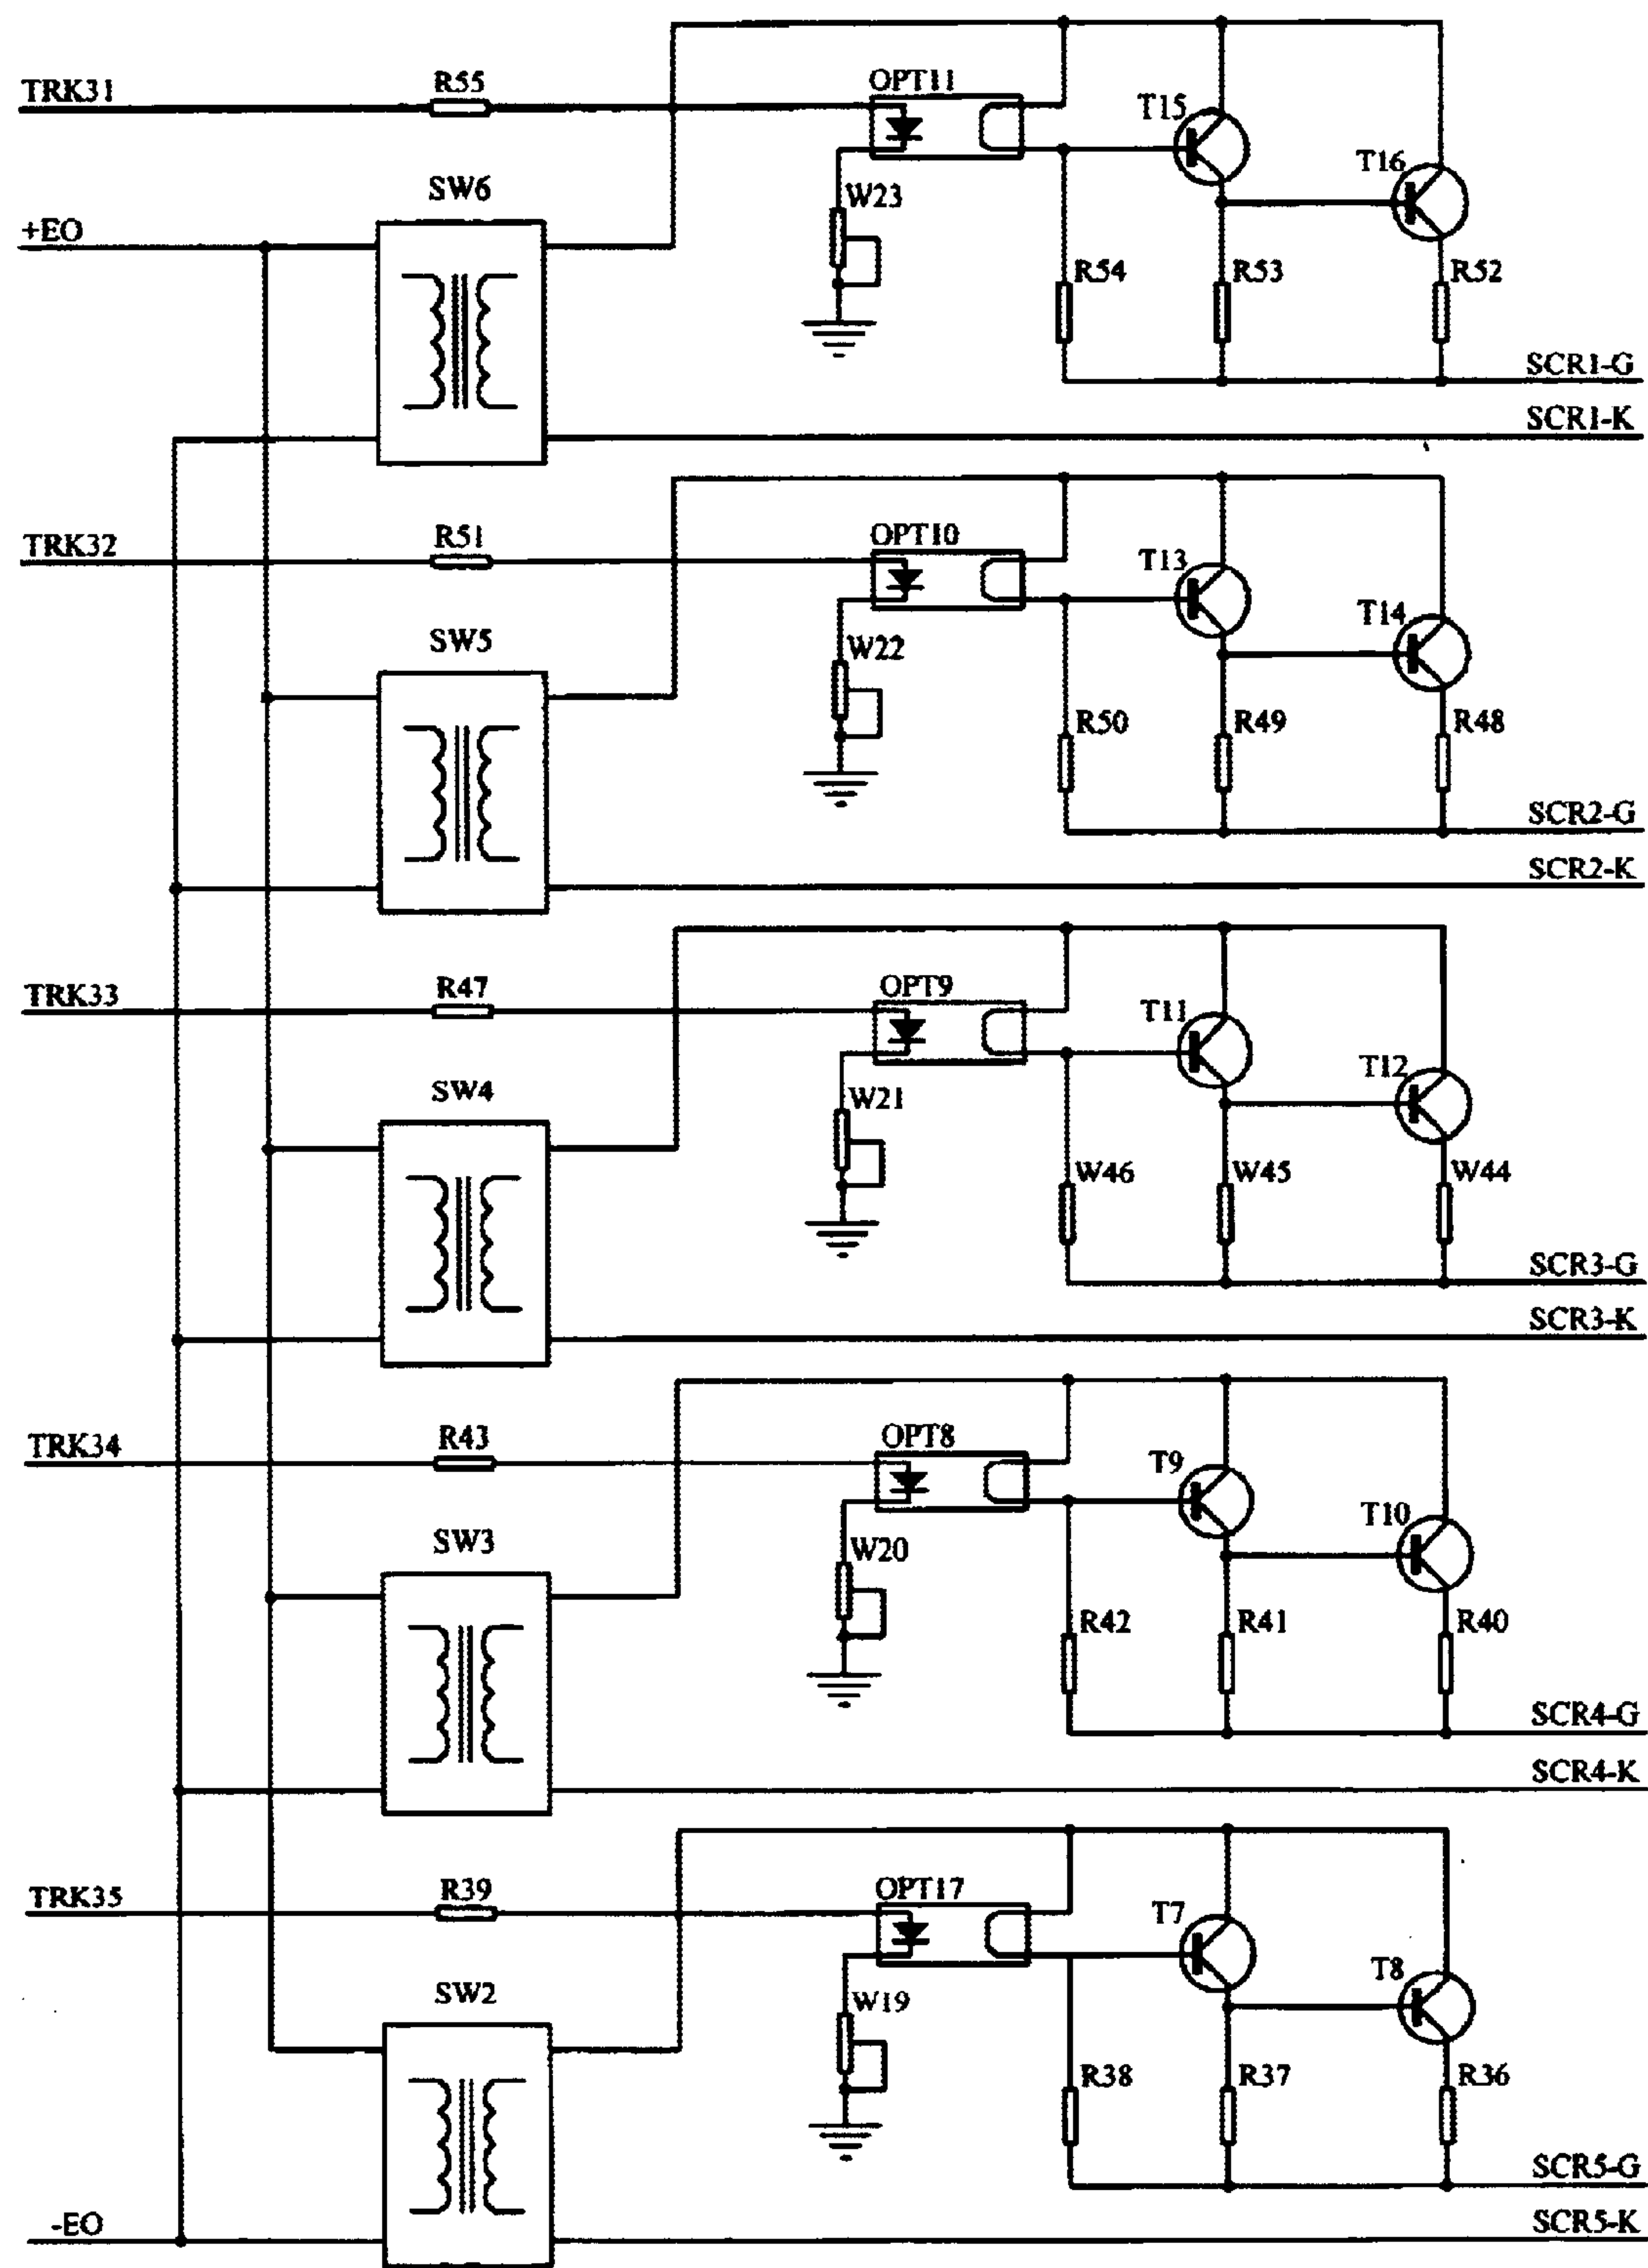 TRK31
R55
OPT11
T15
T16
SW6
W23
+EO
R54
R53
R52
SCR1-G
SCR1-K
TRK32
R51
OPT10
T13
T14
SW5
W22
R50
R49
R48
SCR2-G
SCR2-K
TRK33
R47
OPT9
T11
T12
SW4
W21
W46
W45
W44
SCR3-G
SCR3-K
TRK34
R43
OPT8
T9
T10
SW3
W20
R42
R41
R40
SCR4-G
SCR4-K
TRK35
R39
OPT17
T7
T8
SW2
W19
R38
R37
R36
SCR5-G
-EO
SCR5-K